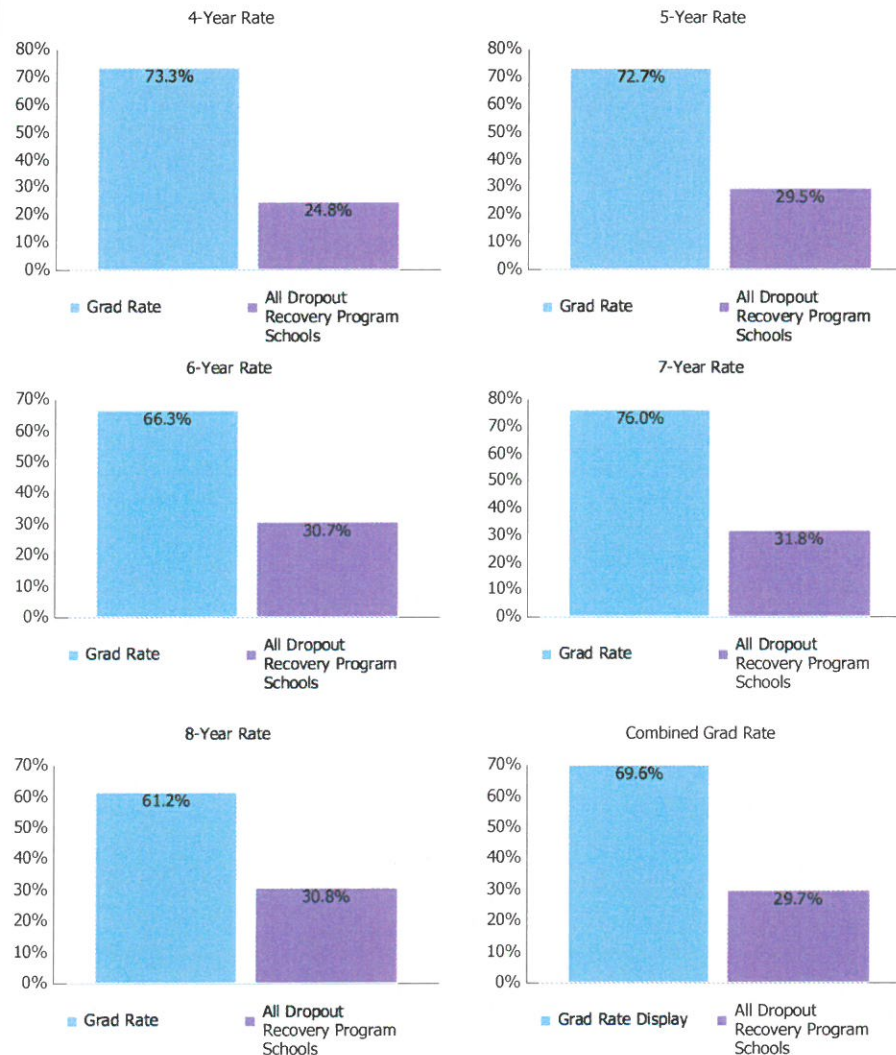 4-Year Rate
80%
70%
60%
50%
40%
30%
20%
10%
0%
73.3%
24.8%
Grad Rate
All Dropout
Recovery Program
Schools
5-Year Rate
80%
70%
60%
50%
40%
30%
20%
10%
0%
72.7%
29.5%
Grad Rate
All Dropout
Recovery Program
Schools
6-Year Rate
70%
60%
50%
40%
30%
20%
10%
0%
66.3%
30.7%
Grad Rate
All Dropout
Recovery Program
Schools
7-Year Rate
80%
70%
60%
50%
40%
30%
20%
10%
0%
76.0%
31.8%
Grad Rate
All Dropout
Recovery Program
Schools
8-Year Rate
70%
60%
50%
40%
30%
20%
10%
0%
61.2%
30.8%
Grad Rate
All Dropout
Recovery Program
Schools
Combined Grad Rate
70%
60%
50%
40%
30%
20%
10%
0%
69.6%
29.7%
Grad Rate Display
All Dropout
Recovery Program
Schools